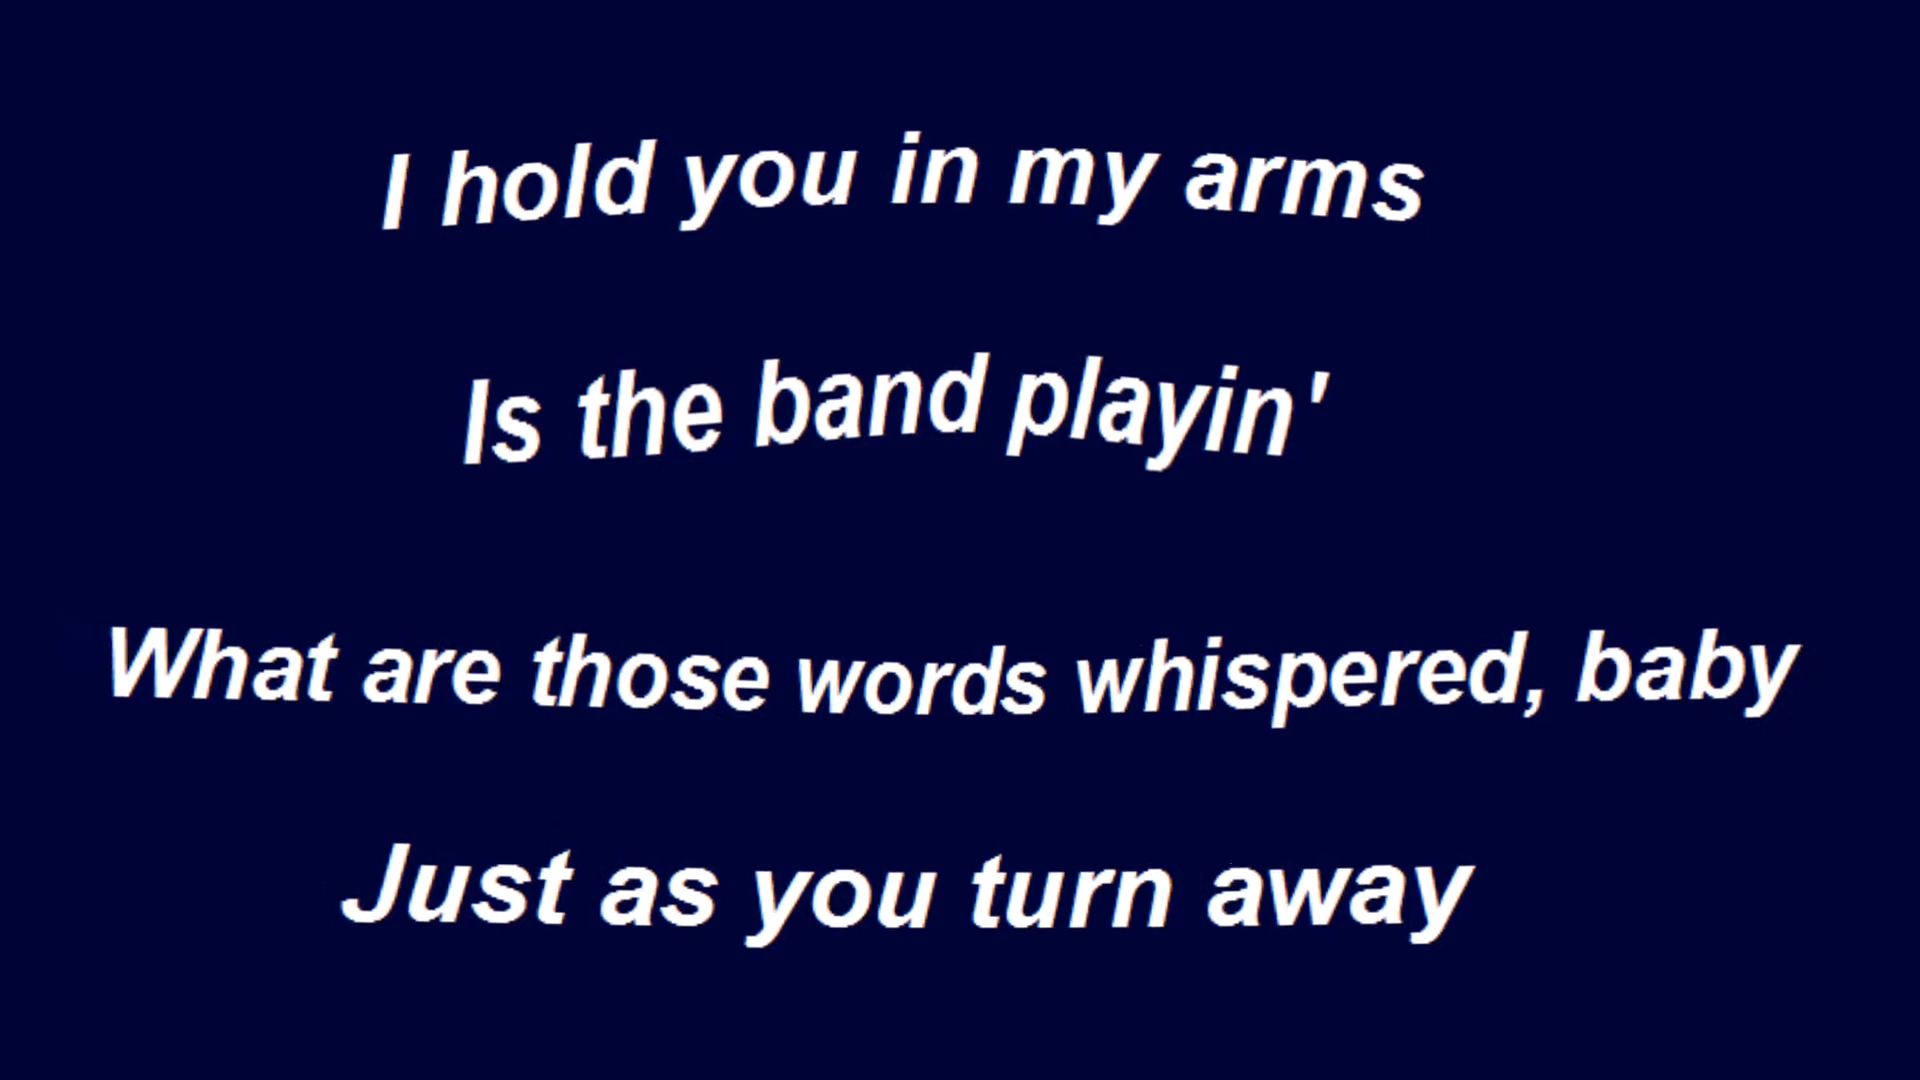 I hold you in my arms
Is the band playin'
What are those words whispered, baby
Just as you turn away